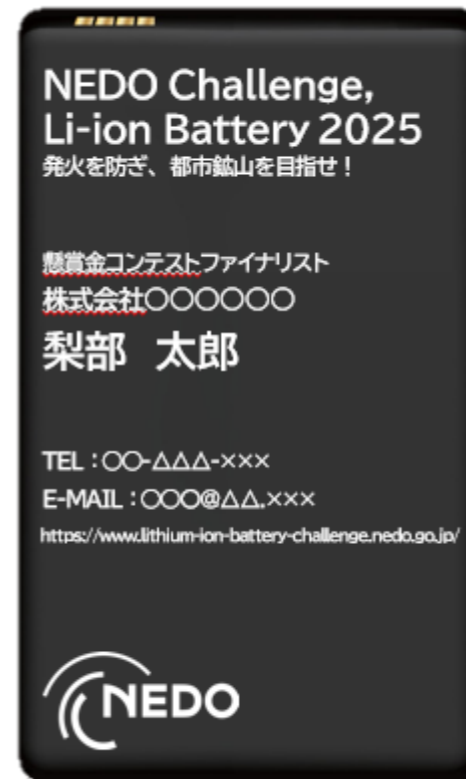 NEDO Challenge,
Li-ion Battery 2025
発火を防ぎ、都市鉱山を目指せ！
懸賞金コンテストファイナリスト
株式会社〇〇〇〇〇〇
梨部　太郎
TEL：〇〇-△△△-×××
E-MAIL：〇〇〇@△△.×××
https://www.lithium-ion-battery-challenge.nedo.go.jp/
NEDO